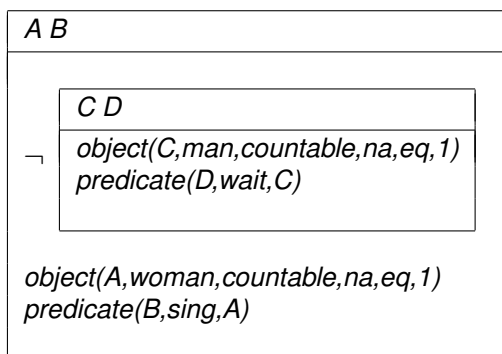 A B
C D
¬
object(C,man,countable,na,eq,1)
predicate(D,wait,C)
object(A,woman,countable,na,eq,1)
predicate(B,sing,A)